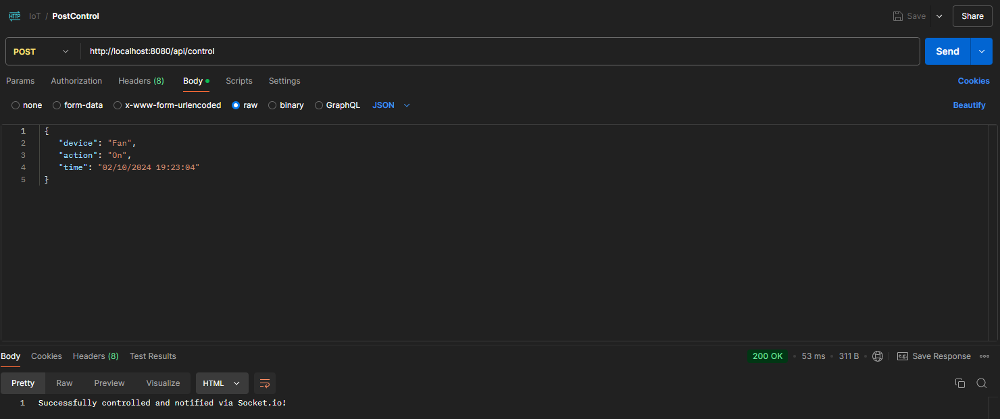 HTTP IoT / PostControl Save Share
POST http://localhost:8080/api/control Send
Params Authorization Headers (8) Body Scripts Settings Cookies
none form-data x-www-form-urlencoded raw binary GraphQL JSON Beautify
1 {
2 "device": "Fan",
3 "action": "On",
4 "time": "02/10/2024 19:23:04"
5 }
Body Cookies Headers (8) Test Results 200 OK 53 ms 311 B e.g. Save Response
Pretty Raw Preview Visualize HTML
1 Successfully controlled and notified via Socket.io!